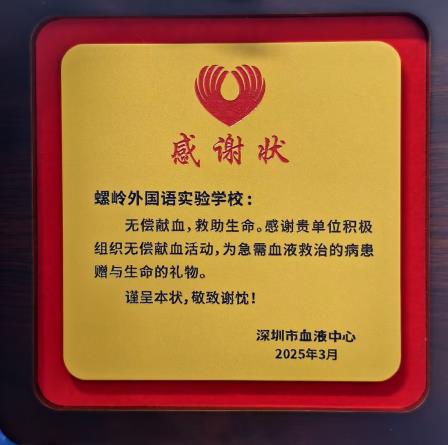 感谢状
螺岭外国语实验学校：
无偿献血，救助生命。感谢贵单位积极
组织无偿献血活动，为急需血液救治的病患
赠与生命的礼物。
谨呈本状，敬致谢忱！
深圳市血液中心
2025年3月